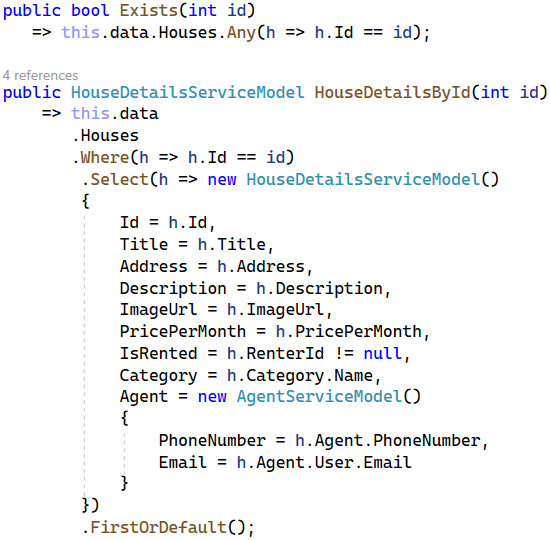 public bool Exists(int id)
    => this.data.Houses.Any(h => h.Id == id);
4 references
public HouseDetailsServiceModel HouseDetailsById(int id)
    => this.data
        .Houses
        .Where(h => h.Id == id)
         .Select(h => new HouseDetailsServiceModel()
         {
             Id = h.Id,
             Title = h.Title,
             Address = h.Address,
             Description = h.Description,
             ImageUrl = h.ImageUrl,
             PricePerMonth = h.PricePerMonth,
             IsRented = h.RenterId != null,
             Category = h.Category.Name,
             Agent = new AgentServiceModel()
             {
                 PhoneNumber = h.Agent.PhoneNumber,
                 Email = h.Agent.User.Email
             }
         })
         .FirstOrDefault();